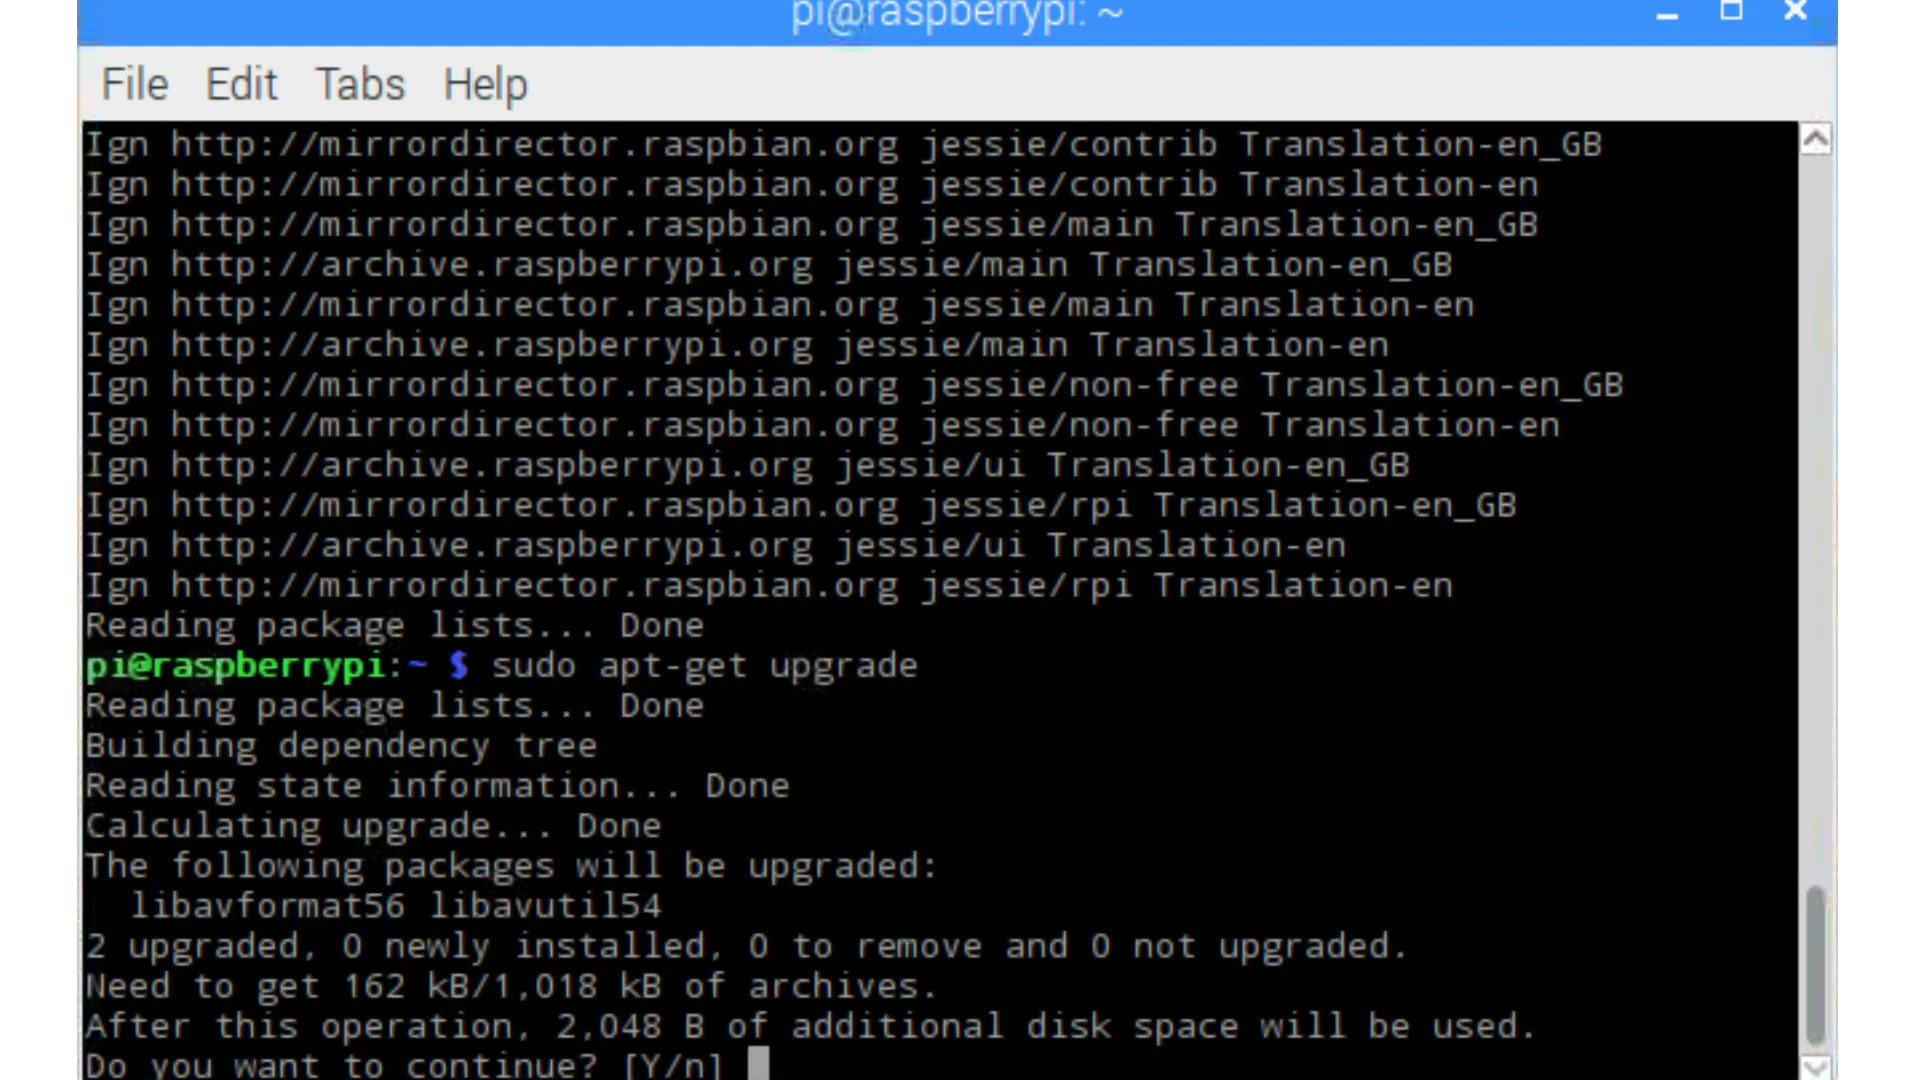 pi@raspberrypi: ~
File Edit Tabs Help
Ign http://mirrordirector.raspbian.org jessie/contrib Translation-en_GB
Ign http://mirrordirector.raspbian.org jessie/contrib Translation-en
Ign http://mirrordirector.raspbian.org jessie/main Translation-en_GB
Ign http://archive.raspberrypi.org jessie/main Translation-en_GB
Ign http://mirrordirector.raspbian.org jessie/main Translation-en
Ign http://archive.raspberrypi.org jessie/main Translation-en
Ign http://mirrordirector.raspbian.org jessie/non-free Translation-en_GB
Ign http://mirrordirector.raspbian.org jessie/non-free Translation-en
Ign http://archive.raspberrypi.org jessie/ui Translation-en_GB
Ign http://mirrordirector.raspbian.org jessie/rpi Translation-en_GB
Ign http://archive.raspberrypi.org jessie/ui Translation-en
Ign http://mirrordirector.raspbian.org jessie/rpi Translation-en
Reading package lists... Done
pi@raspberrypi:~ $ sudo apt-get upgrade
Reading package lists... Done
Building dependency tree
Reading state information... Done
Calculating upgrade... Done
The following packages will be upgraded:
  libavformat56 libavutil54
2 upgraded, 0 newly installed, 0 to remove and 0 not upgraded.
Need to get 162 kB/1,018 kB of archives.
After this operation, 2,048 B of additional disk space will be used.
Do you want to continue? [Y/n]